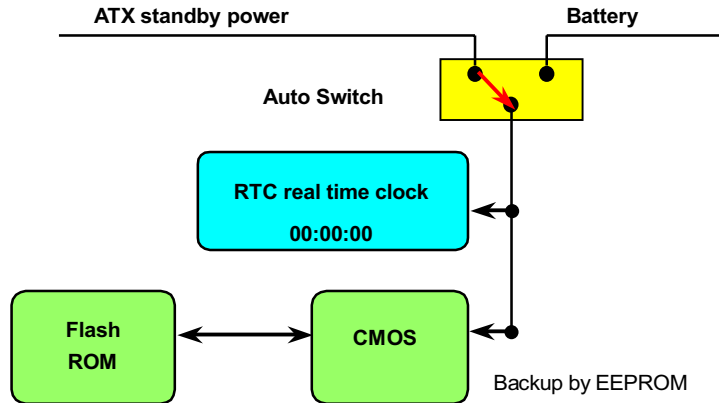 ATX standby power
Battery
Auto Switch
RTC real time clock
00:00:00
Flash
ROM
CMOS
Backup by EEPROM